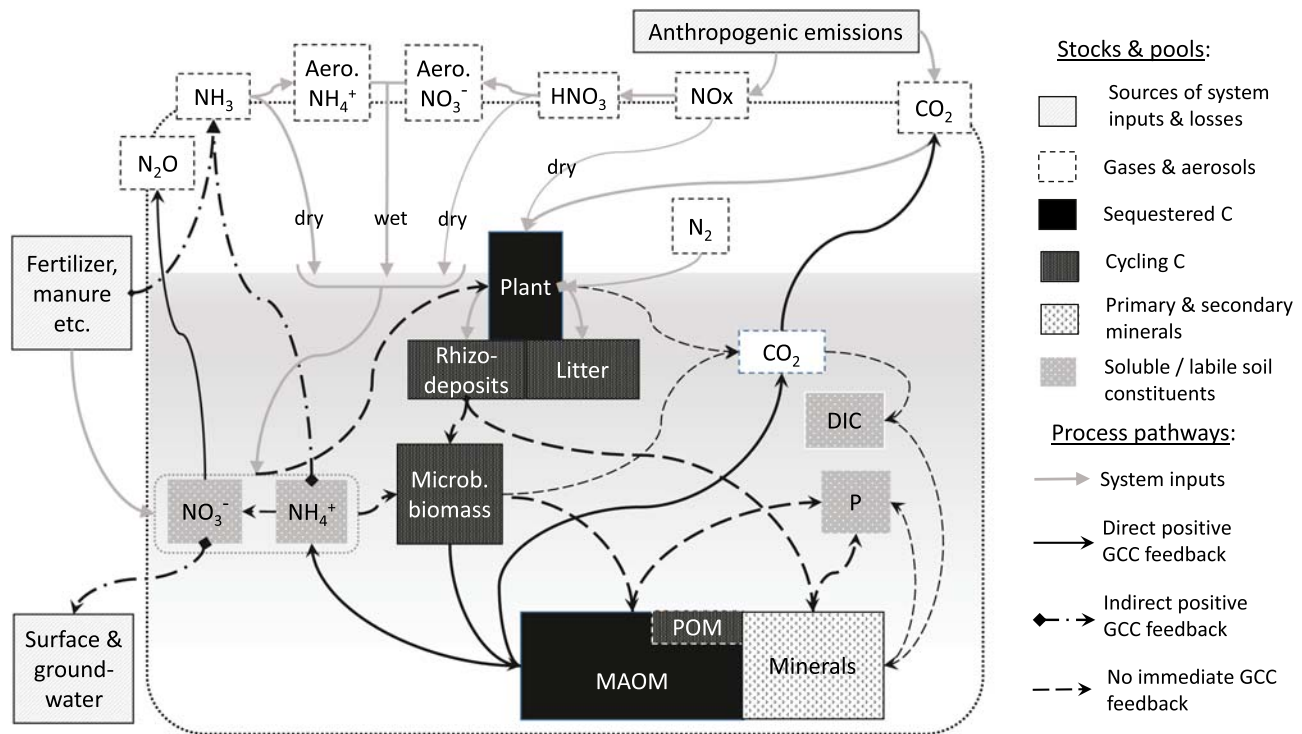 Anthropogenic emissions
Aero.
NH₄⁺
Aero.
NO₃⁻
NH₃
HNO₃
NOx
CO₂
N₂O
dry
dry
wet
dry
N₂
Fertilizer,
manure
etc.
Plant
Rhizo-
deposits
Litter
CO₂
DIC
Microb.
biomass
NO₃⁻
NH₄⁺
P
Surface &
ground-
water
POM
MAOM
Minerals
Stocks & pools:
Sources of system
inputs & losses
Gases & aerosols
Sequestered C
Cycling C
Primary & secondary
minerals
Soluble / labile soil
constituents
Process pathways:
System inputs
Direct positive
GCC feedback
Indirect positive
GCC feedback
No immediate GCC
feedback